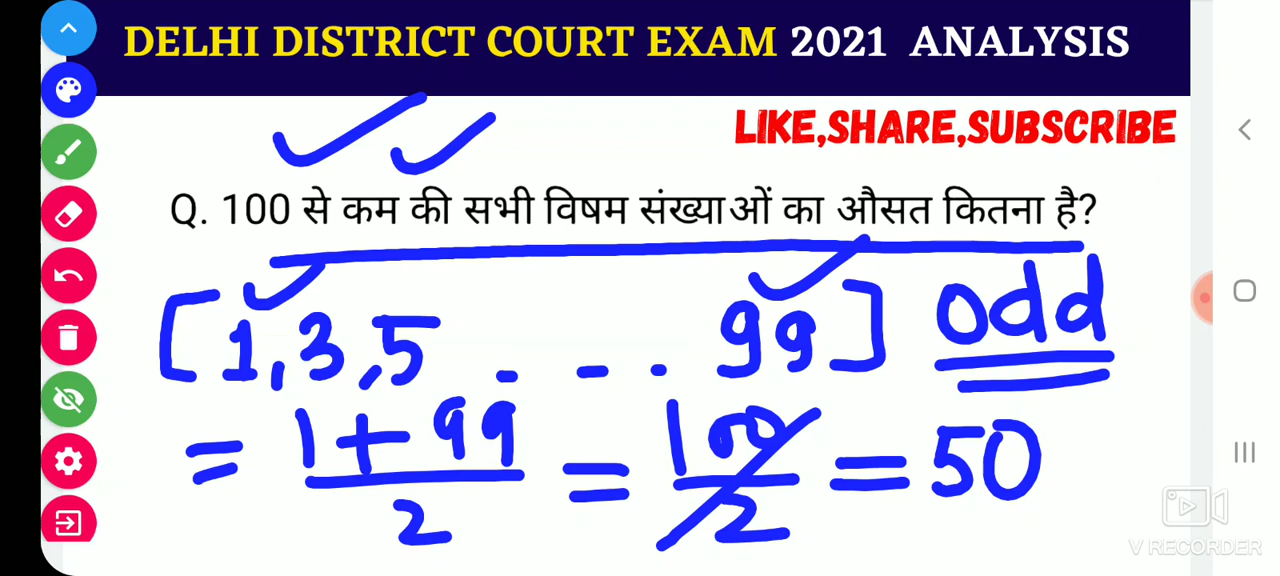 DELHI DISTRICT COURT EXAM 2021 ANALYSIS
LIKE,SHARE,SUBSCRIBE
Q. 100 से कम की सभी विषम संख्याओं का औसत कितना है?
[1,3,5 . . . 99] odd
= 1 + 99 / 2 = 100 / 2 = 50
V RECORDER